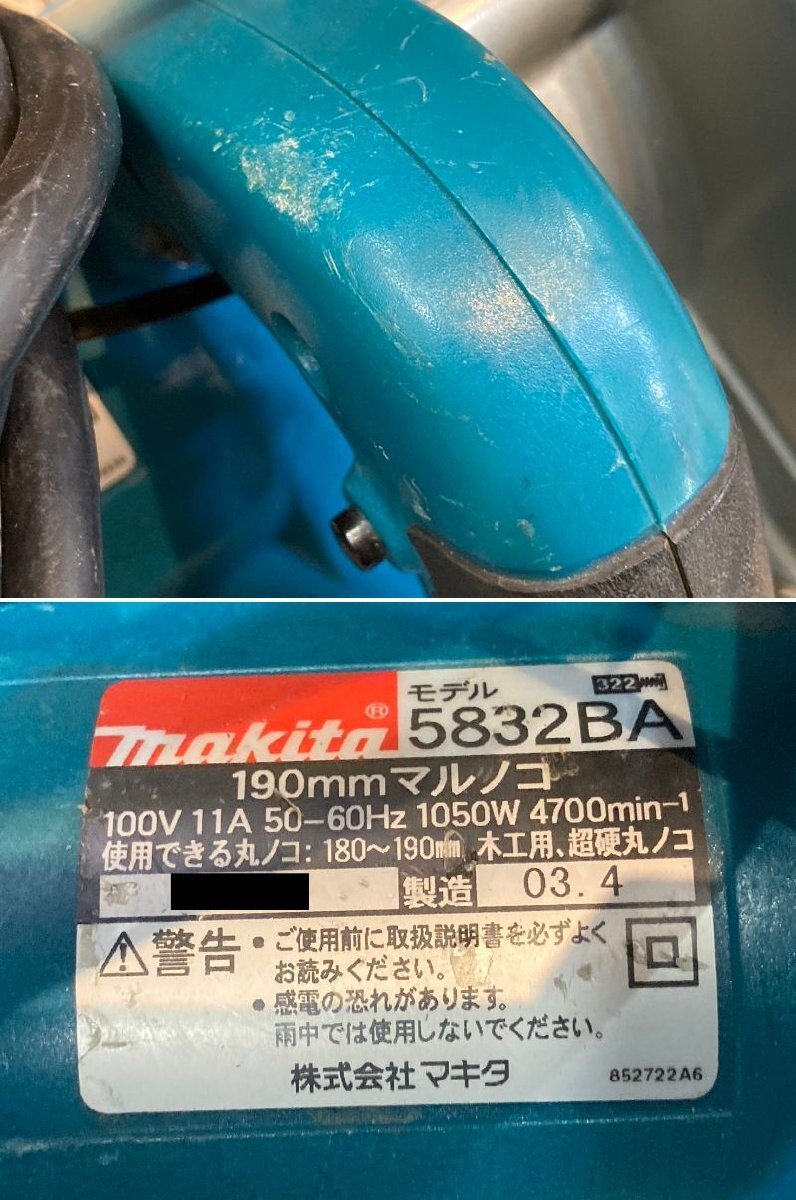 makita®
モデル
5832BA
190mmマルノコ
100V 11A 50-60Hz 1050W 4700min-1
使用できる丸ノコ: 180～190mm 木工用、超硬丸ノコ
製造 03.4
警告
・ご使用前に取扱説明書を必ずよく
お読みください。
・感電の恐れがあります。
雨中では使用しないでください。
株式会社マキタ
852722A6